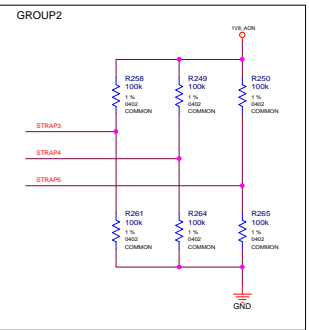 GROUP2
1V8_AON
R258
100k
1 %
0402
COMMON
R249
100k
1 %
0402
COMMON
R250
100k
1 %
0402
COMMON
STRAP3
STRAP4
STRAP5
R261
100k
1 %
0402
COMMON
R264
100k
1 %
0402
COMMON
R265
100k
1 %
0402
COMMON
GND